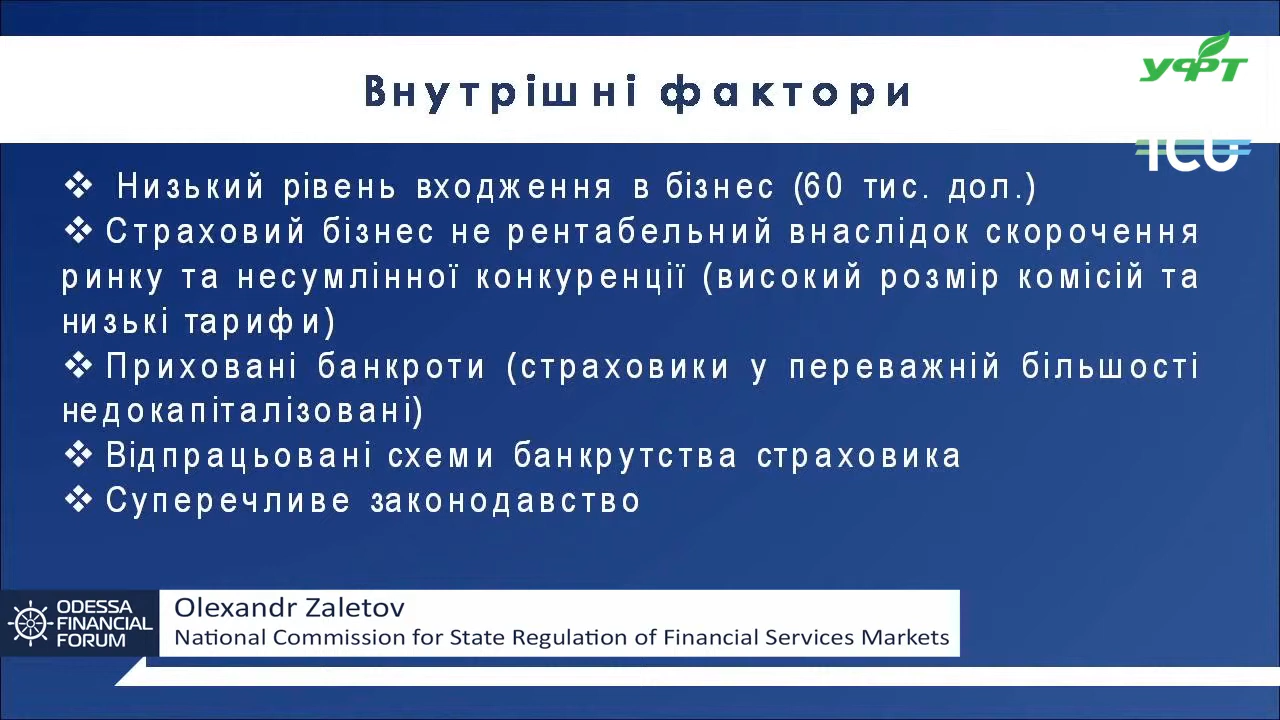 УФТ
Внутрішні фактори
ICU
❖ Низький рівень входження в бізнес (60 тис. дол.)
❖ Страховий бізнес не рентабельний внаслідок скорочення
ринку та несумлінної конкуренції (високий розмір комісій та
низькі тарифи)
❖ Приховані банкроти (страховики у переважній більшості
недокапіталізовані)
❖ Відпрацьовані схеми банкрутства страховика
❖ Суперечливе законодавство
ODESSA
FINANCIAL
FORUM
Olexandr Zaletov
National Commission for State Regulation of Financial Services Markets